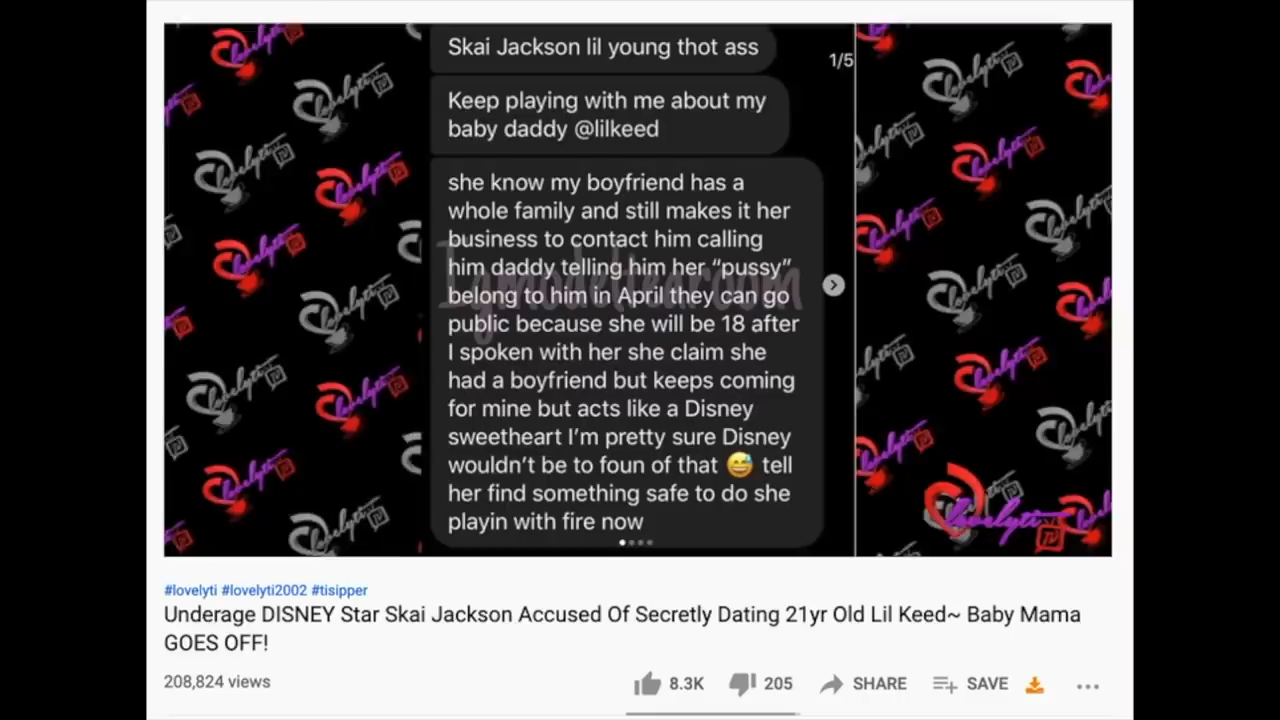 Skai Jackson lil young thot ass
1/5
Keep playing with me about my
baby daddy @lilkeed
she know my boyfriend has a
whole family and still makes it her
business to contact him calling
him daddy telling him her “pussy”
belong to him in April they can go
public because she will be 18 after
I spoken with her she claim she
had a boyfriend but keeps coming
for mine but acts like a Disney
sweetheart I’m pretty sure Disney
wouldn’t be to foun of that 😅 tell
her find something safe to do she
playin with fire now
#lovelyti #lovelyti2002 #tisipper
Underage DISNEY Star Skai Jackson Accused Of Secretly Dating 21yr Old Lil Keed~ Baby Mama
GOES OFF!
208,824 views
8.3K
205
SHARE
SAVE